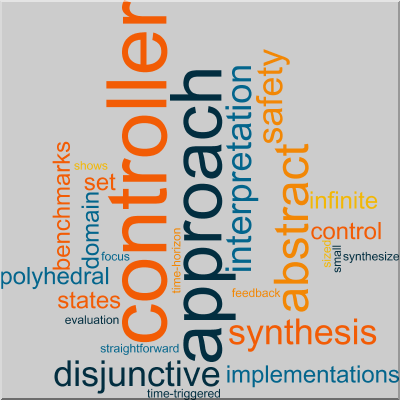 controller
approach
interpretation
safety
abstract
benchmarks
shows
set
domain
focus
time-horizon
infinite
control
sized
small
synthesize
polyhedral
states
feedback
evaluation
synthesis
straightforward
disjunctive
implementations
time-triggered